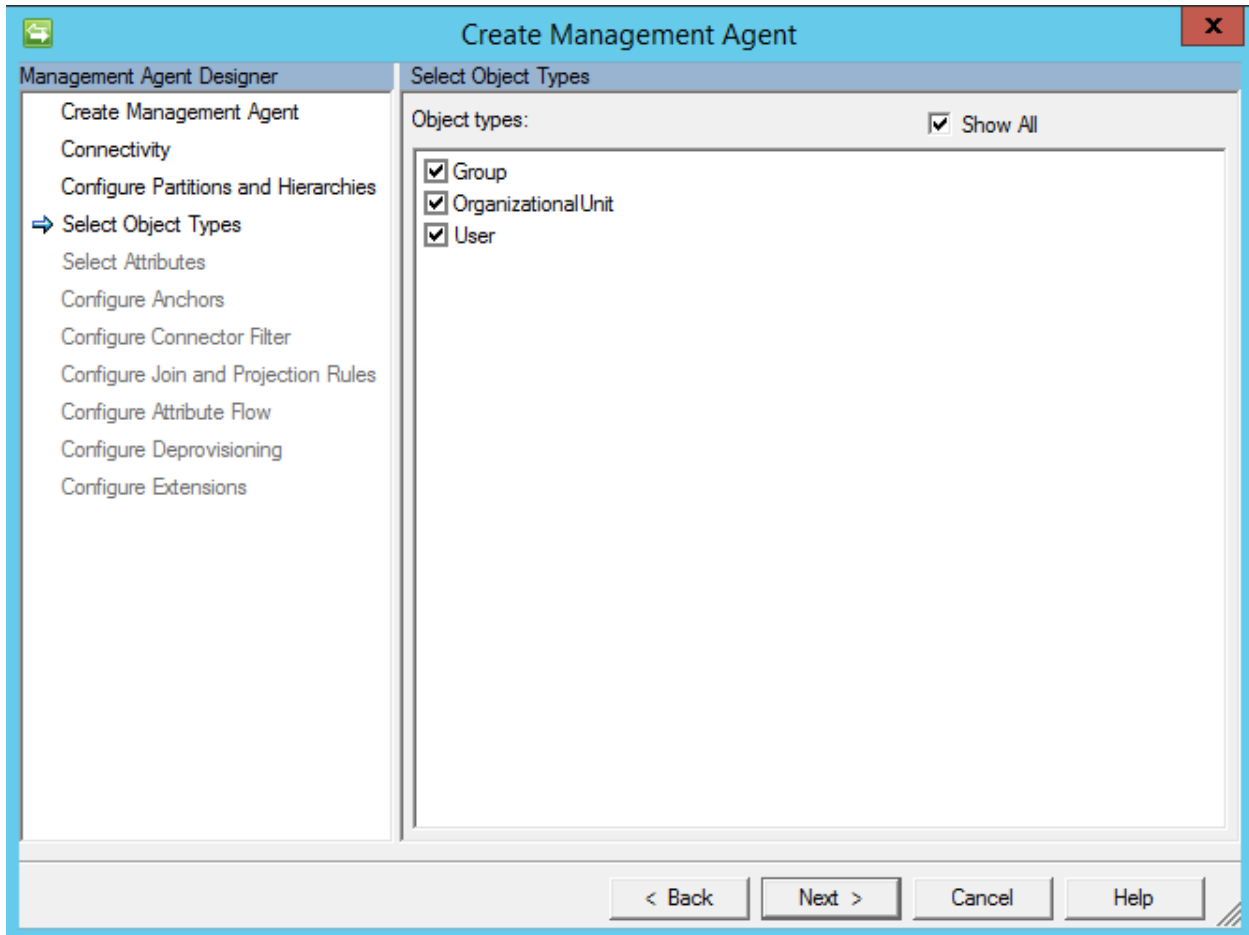 Create Management Agent
x
Management Agent Designer
Create Management Agent
Connectivity
Configure Partitions and Hierarchies
Select Object Types
Select Attributes
Configure Anchors
Configure Connector Filter
Configure Join and Projection Rules
Configure Attribute Flow
Configure Deprovisioning
Configure Extensions
Select Object Types
Object types:
Show All
Group
OrganizationalUnit
User
< Back
Next >
Cancel
Help